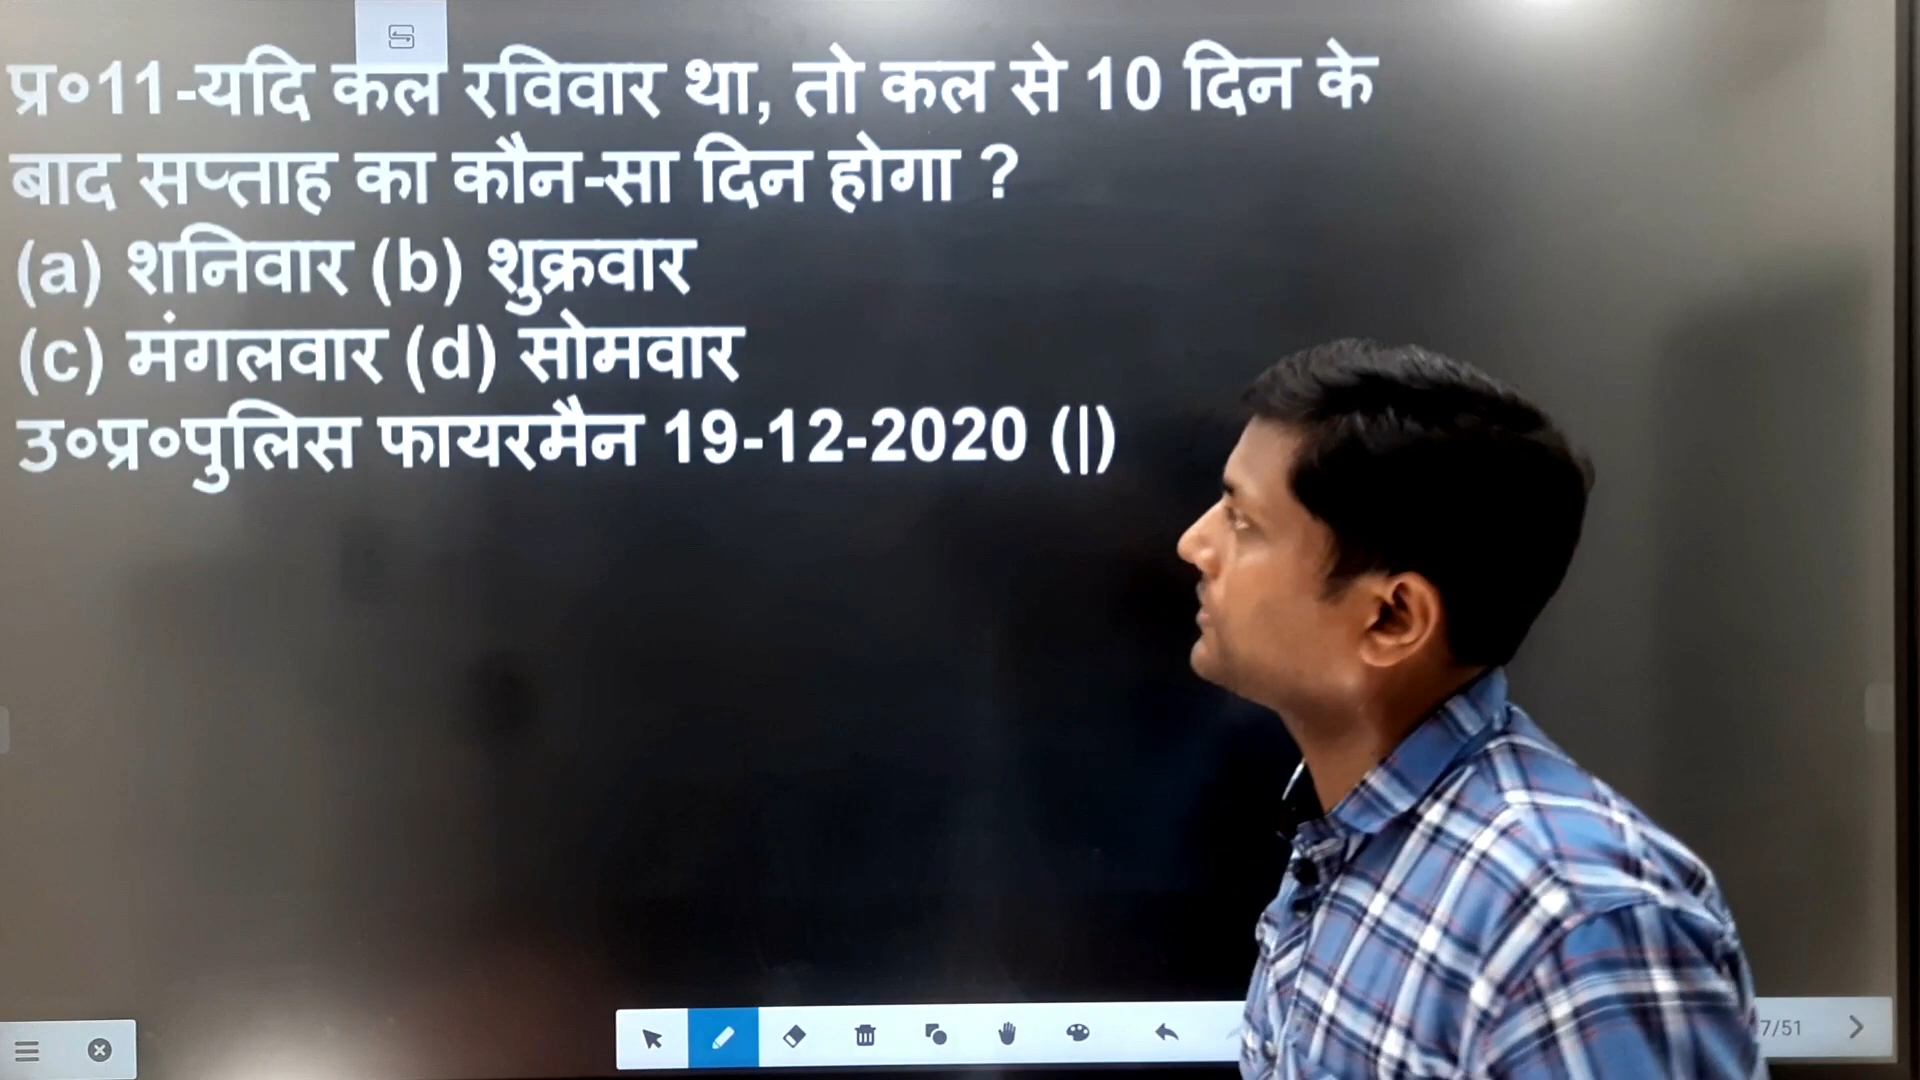 प्र०11-यदि कल रविवार था, तो कल से 10 दिन के
बाद सप्ताह का कौन-सा दिन होगा ?
(a) शनिवार (b) शुक्रवार
(c) मंगलवार (d) सोमवार
उ०प्र०पुलिस फायरमैन 19-12-2020 (|)
7/51